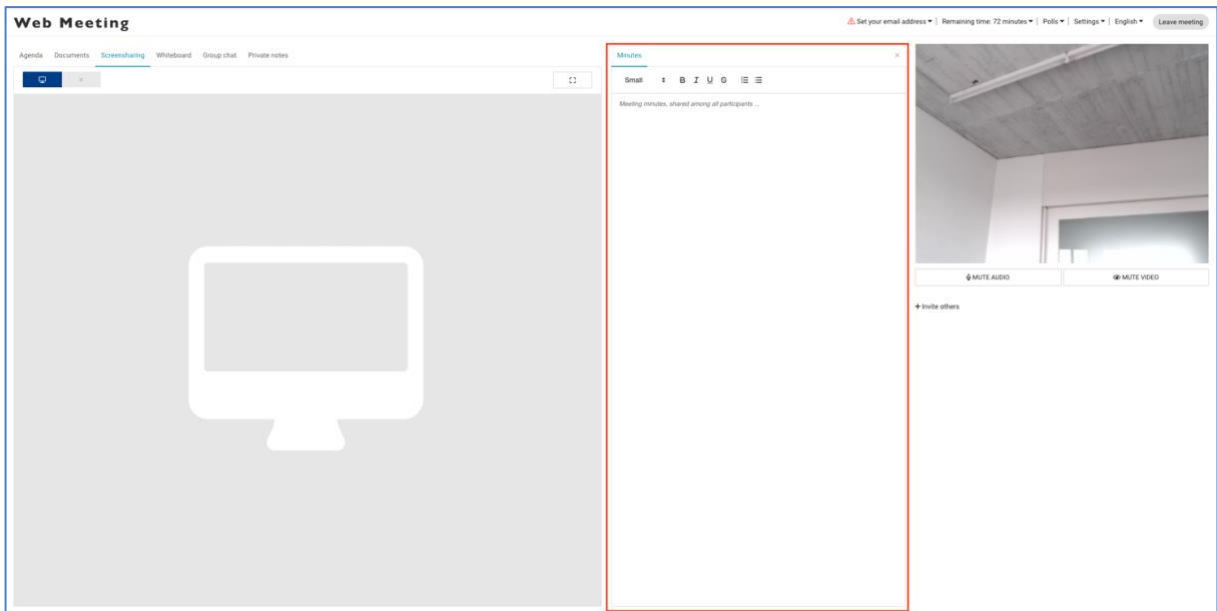 Web Meeting
Set your email address Remaining time: 72 minutes Polls Settings English Leave meeting
Agenda Documents Screensharing Whiteboard Group chat Private notes
Minutes ×
Small B I U G
Meeting minutes, shared among all participants ...
MUTE AUDIO MUTE VIDEO
+ Invite others